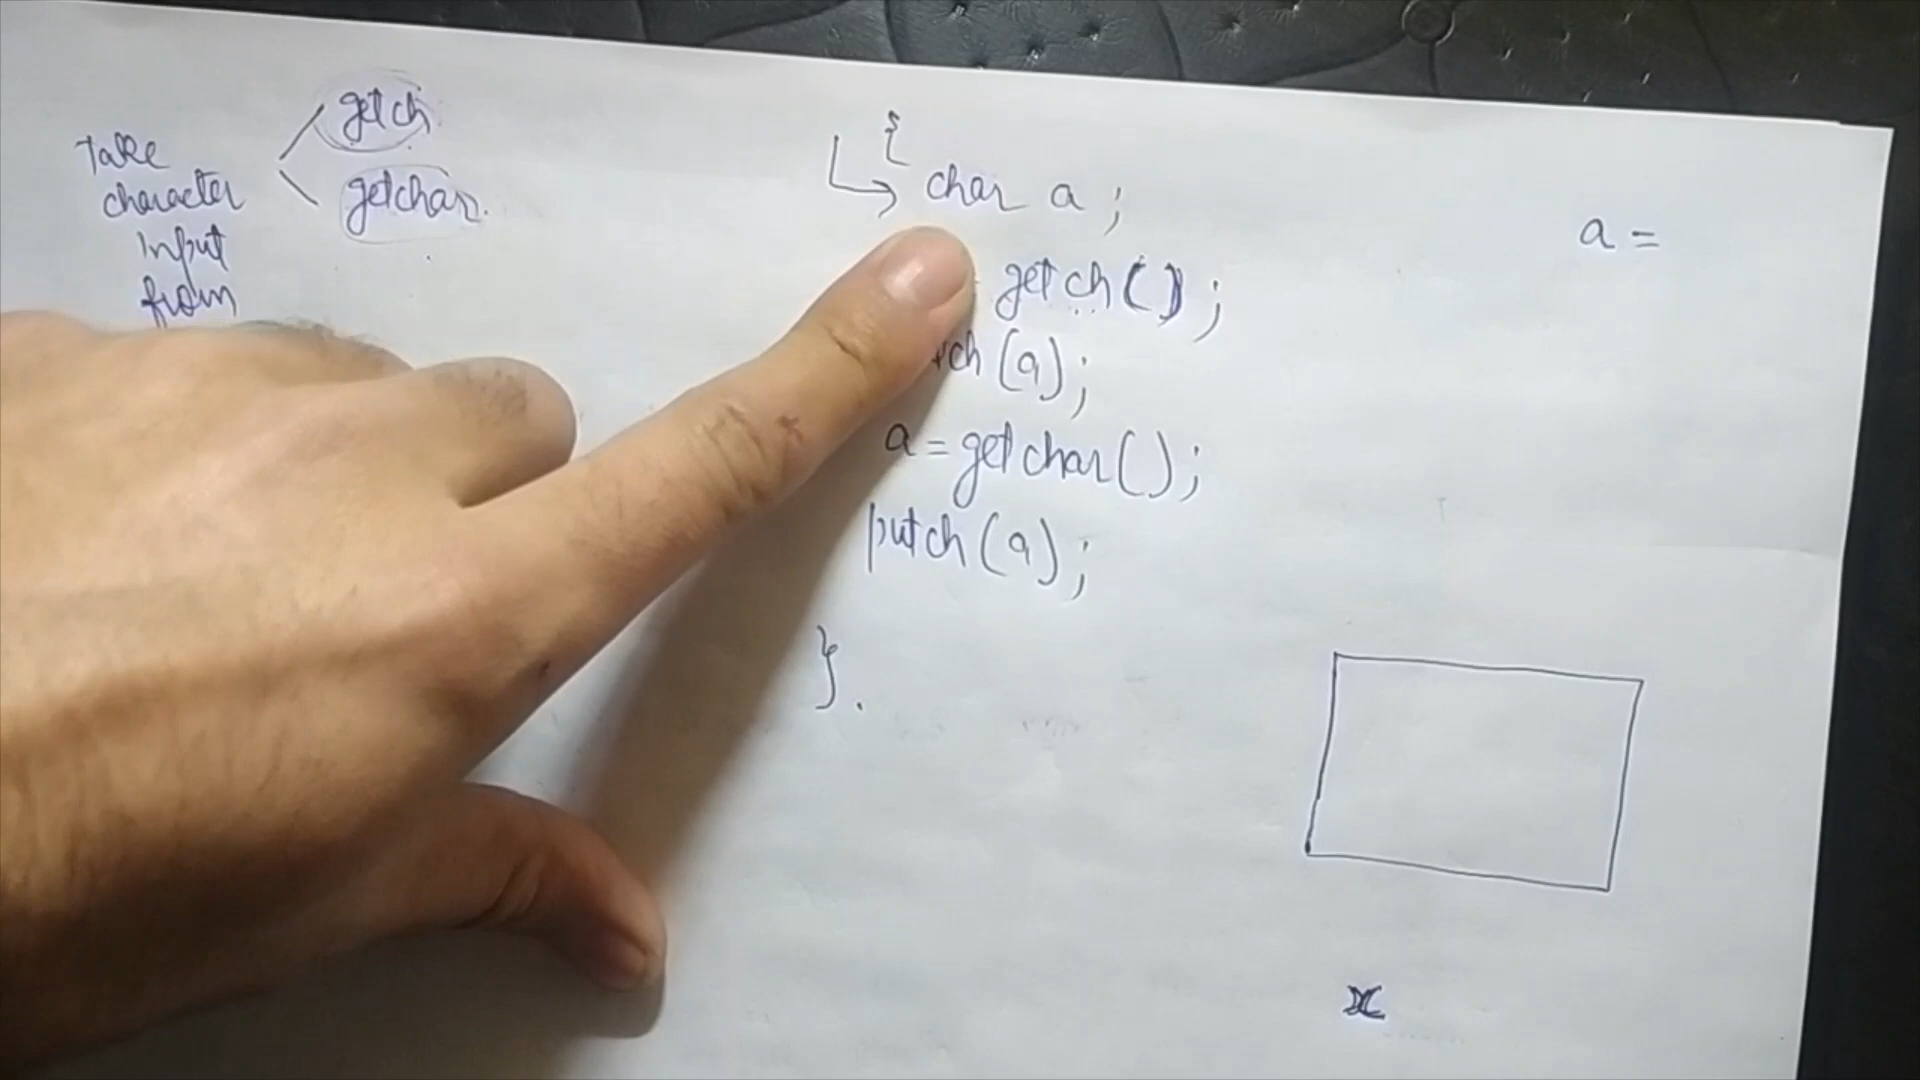 Take
character
Input
from
getch
getchar.
{
char a ;
getch();
(a);
a = getchar();
putch(a);
}.
a =
x